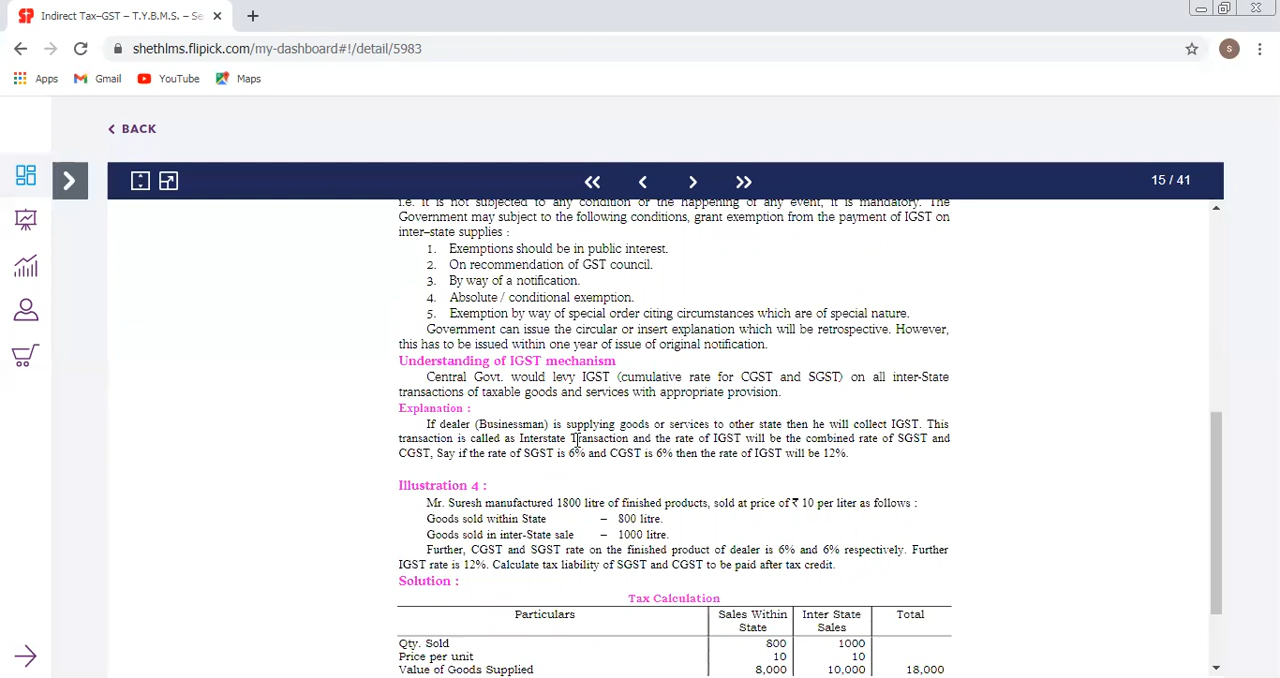 Indirect Tax–GST – T.Y.B.M.S. – Se
shethlms.flipick.com/my-dashboard#!/detail/5983
S
Apps Gmail YouTube Maps
BACK
15 / 41
i.e. it is not subjected to any condition or the happening of any event, it is mandatory. The
Government may subject to the following conditions, grant exemption from the payment of IGST on
inter–state supplies :
1. Exemptions should be in public interest.
2. On recommendation of GST council.
3. By way of a notification.
4. Absolute / conditional exemption.
5. Exemption by way of special order citing circumstances which are of special nature.
Government can issue the circular or insert explanation which will be retrospective. However,
this has to be issued within one year of issue of original notification.
Understanding of IGST mechanism
Central Govt. would levy IGST (cumulative rate for CGST and SGST) on all inter-State
transactions of taxable goods and services with appropriate provision.
Explanation :
If dealer (Businessman) is supplying goods or services to other state then he will collect IGST. This
transaction is called as Interstate Transaction and the rate of IGST will be the combined rate of SGST and
CGST, Say if the rate of SGST is 6% and CGST is 6% then the rate of IGST will be 12%.
Illustration 4 :
Mr. Suresh manufactured 1800 litre of finished products, sold at price of ₹ 10 per liter as follows :
Goods sold within State – 800 litre.
Goods sold in inter-State sale – 1000 litre.
Further, CGST and SGST rate on the finished product of dealer is 6% and 6% respectively. Further
IGST rate is 12%. Calculate tax liability of SGST and CGST to be paid after tax credit.
Solution :
Tax Calculation
Particulars Sales Within State Inter State Sales Total
Qty. Sold 800 1000
Price per unit 10 10
Value of Goods Supplied 8,000 10,000 18,000